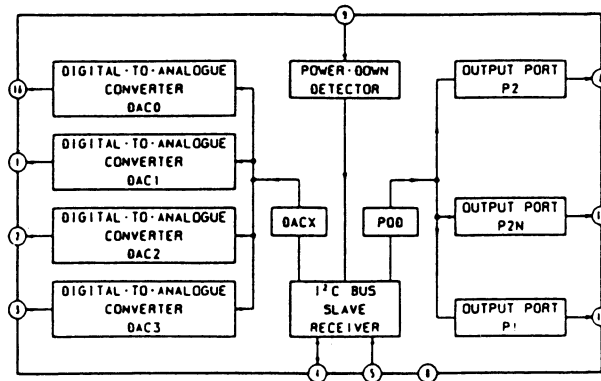 9
DIGITAL-TO-ANALOGUE
CONVERTER
DAC0
16
POWER-DOWN
DETECTOR
OUTPUT PORT
P2
DIGITAL-TO-ANALOGUE
CONVERTER
DAC1
1
DIGITAL-TO-ANALOGUE
CONVERTER
DAC2
2
DACX
POD
OUTPUT PORT
P2N
DIGITAL-TO-ANALOGUE
CONVERTER
DAC3
3
I²C BUS
SLAVE
RECEIVER
OUTPUT PORT
P1
4
5
8